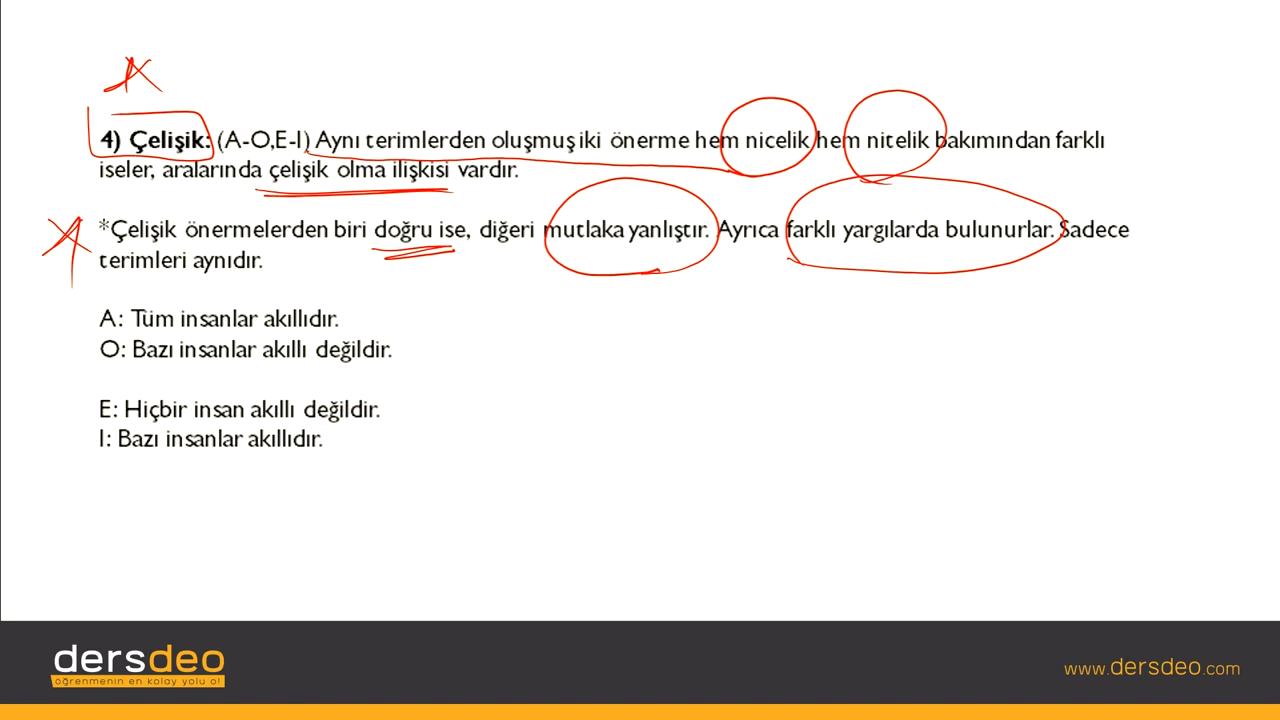 4) Çelişik: (A-O,E-I) Aynı terimlerden oluşmuş iki önerme hem nicelik hem nitelik bakımından farklı
iseler, aralarında çelişik olma ilişkisi vardır.
*Çelişik önermelerden biri doğru ise, diğeri mutlaka yanlıştır. Ayrıca farklı yargılarda bulunurlar. Sadece
terimleri aynıdır.
A: Tüm insanlar akıllıdır.
O: Bazı insanlar akıllı değildir.
E: Hiçbir insan akıllı değildir.
I: Bazı insanlar akıllıdır.
dersdeo
öğrenmenin en kolay yolu o!
www.dersdeo.com